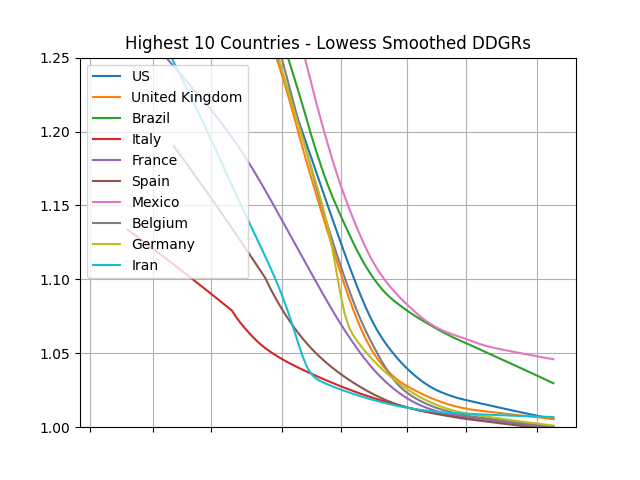 Highest 10 Countries - Lowess Smoothed DDGRs
1.25
1.20
1.15
1.10
1.05
1.00
US
United Kingdom
Brazil
Italy
France
Spain
Mexico
Belgium
Germany
Iran